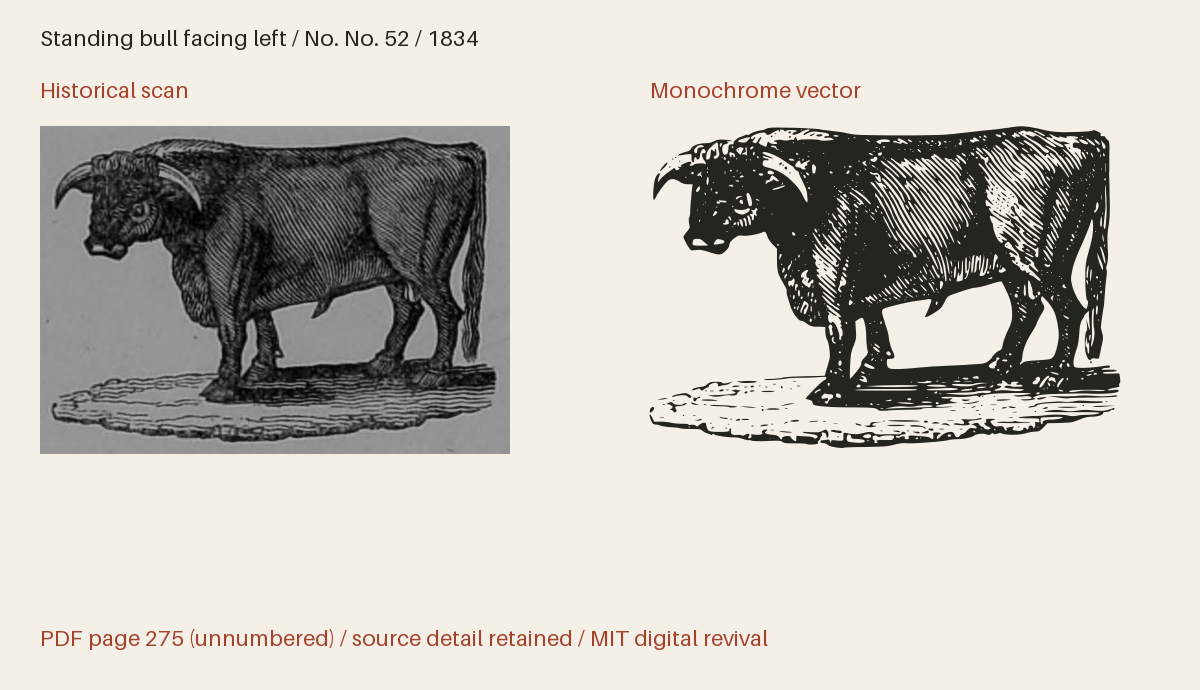 Standing bull facing left / No. No. 52 / 1834
Historical scan
Monochrome vector
PDF page 275 (unnumbered) / source detail retained / MIT digital revival